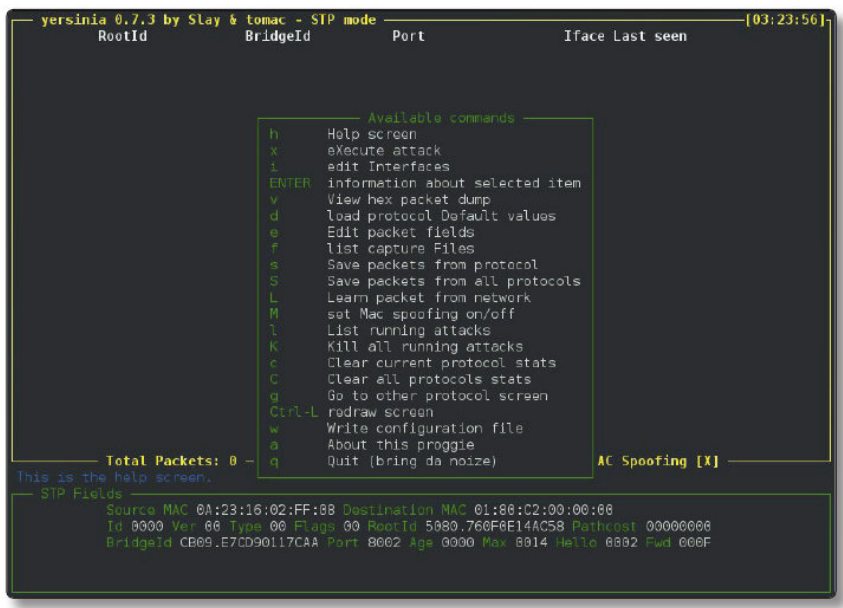 yersinia 0.7.3 by Slay & tomac - STP mode [03:23:56]
RootId BridgeId Port Iface Last seen
Available commands
h Help screen
x eXecute attack
i edit Interfaces
ENTER information about selected item
v View hex packet dump
d load protocol Default values
e Edit packet fields
f list capture Files
s Save packets from protocol
S Save packets from all protocols
L Learn packet from network
M set Mac spoofing on/off
l List running attacks
K Kill all running attacks
c Clear current protocol stats
C Clear all protocols stats
g Go to other protocol screen
Ctrl-L redraw screen
w Write configuration file
a About this proggie
q Quit (bring da noize)
Total Packets: 0 AC Spoofing [X]
This is the help screen.
STP Fields
Source MAC 0A:23:16:02:FF:08 Destination MAC 01:80:C2:00:00:00
Id 0000 Ver 00 Type 00 Flags 00 RootId 5080.760F0E14AC58 Pathcost 00000000
BridgeId CB09.E7CD90117CAA Port 8002 Age 0000 Max 0014 Hello 0002 Fwd 000F